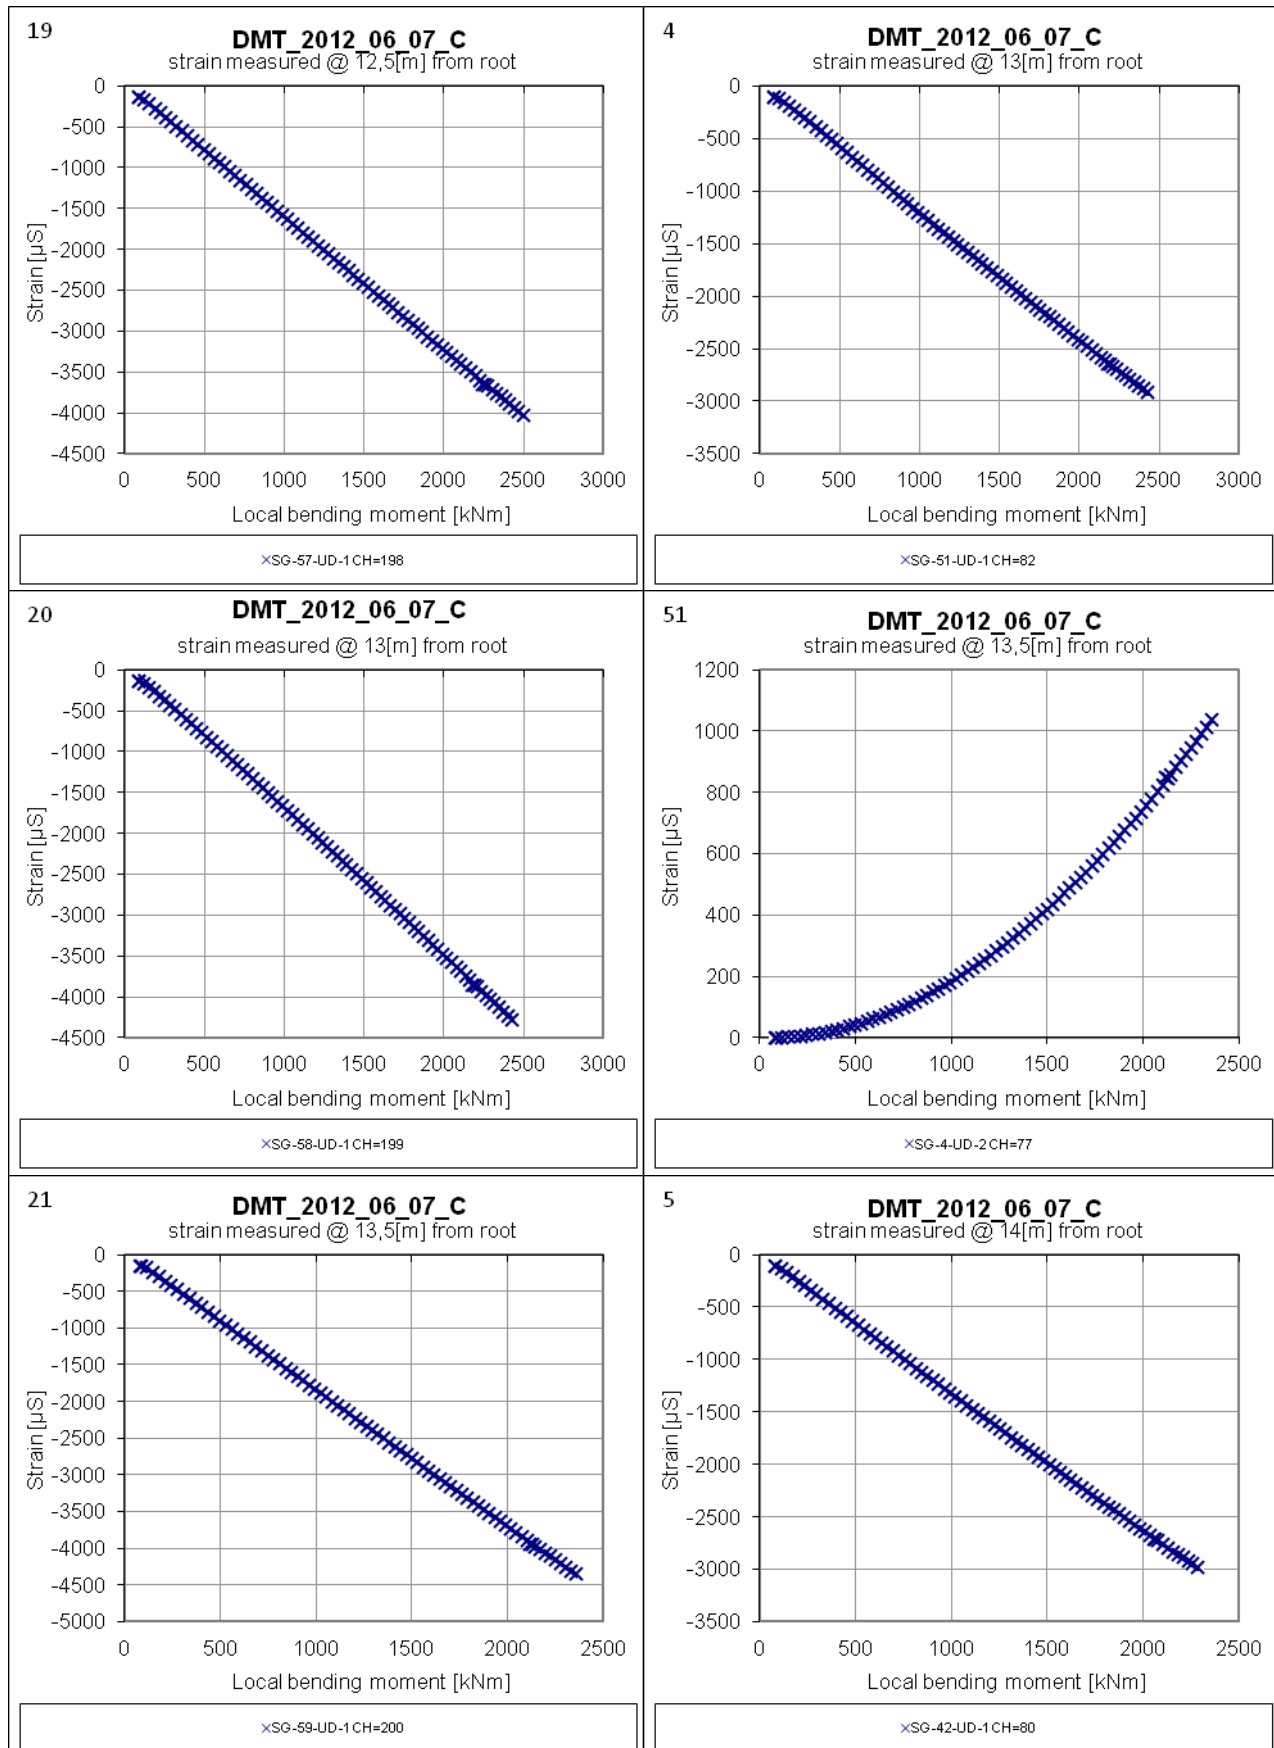 19
DMT_2012_06_07_C
strain measured @ 12,5[m] from root
0
-500
-1000
-1500
-2000
-2500
-3000
-3500
-4000
-4500
Strain [µS]
0 500 1000 1500 2000 2500 3000
Local bending moment [kNm]
×SG-57-UD-1 CH=198
4
DMT_2012_06_07_C
strain measured @ 13[m] from root
0
-500
-1000
-1500
-2000
-2500
-3000
-3500
Strain [µS]
0 500 1000 1500 2000 2500 3000
Local bending moment [kNm]
×SG-51-UD-1 CH=82
20
DMT_2012_06_07_C
strain measured @ 13[m] from root
0
-500
-1000
-1500
-2000
-2500
-3000
-3500
-4000
-4500
Strain [µS]
0 500 1000 1500 2000 2500 3000
Local bending moment [kNm]
×SG-58-UD-1 CH=199
51
DMT_2012_06_07_C
strain measured @ 13,5[m] from root
1200
1000
800
600
400
200
0
Strain [µS]
0 500 1000 1500 2000 2500
Local bending moment [kNm]
×SG-4-UD-2 CH=77
21
DMT_2012_06_07_C
strain measured @ 13,5[m] from root
0
-500
-1000
-1500
-2000
-2500
-3000
-3500
-4000
-4500
-5000
Strain [µS]
0 500 1000 1500 2000 2500
Local bending moment [kNm]
×SG-59-UD-1 CH=200
5
DMT_2012_06_07_C
strain measured @ 14[m] from root
0
-500
-1000
-1500
-2000
-2500
-3000
-3500
Strain [µS]
0 500 1000 1500 2000 2500
Local bending moment [kNm]
×SG-42-UD-1 CH=80